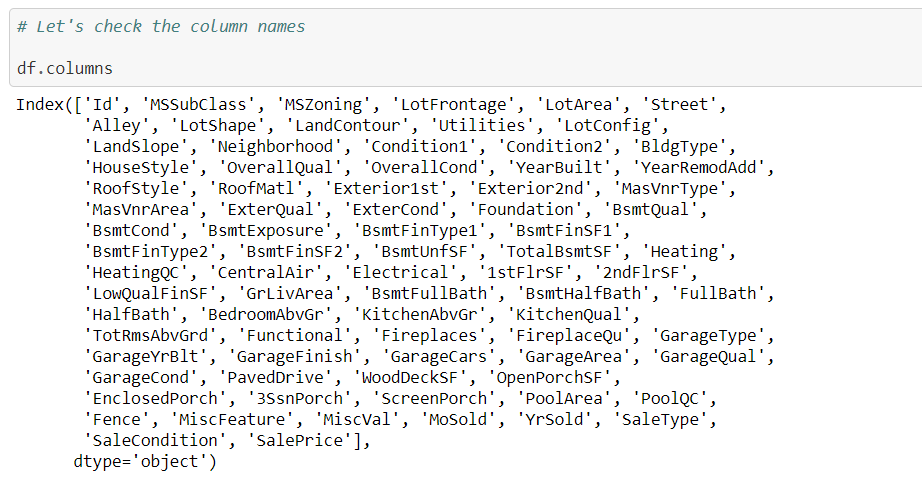 # Let's check the column names
df.columns
Index(['Id', 'MSSubClass', 'MSZoning', 'LotFrontage', 'LotArea', 'Street',
'Alley', 'LotShape', 'LandContour', 'Utilities', 'LotConfig',
'LandSlope', 'Neighborhood', 'Condition1', 'Condition2', 'BldgType',
'HouseStyle', 'OverallQual', 'OverallCond', 'YearBuilt', 'YearRemodAdd',
'RoofStyle', 'RoofMatl', 'Exterior1st', 'Exterior2nd', 'MasVnrType',
'MasVnrArea', 'ExterQual', 'ExterCond', 'Foundation', 'BsmtQual',
'BsmtCond', 'BsmtExposure', 'BsmtFinType1', 'BsmtFinSF1',
'BsmtFinType2', 'BsmtFinSF2', 'BsmtUnfSF', 'TotalBsmtSF', 'Heating',
'HeatingQC', 'CentralAir', 'Electrical', '1stFlrSF', '2ndFlrSF',
'LowQualFinSF', 'GrLivArea', 'BsmtFullBath', 'BsmtHalfBath', 'FullBath',
'HalfBath', 'BedroomAbvGr', 'KitchenAbvGr', 'KitchenQual',
'TotRmsAbvGrd', 'Functional', 'Fireplaces', 'FireplaceQu', 'GarageType',
'GarageYrBlt', 'GarageFinish', 'GarageCars', 'GarageArea', 'GarageQual',
'GarageCond', 'PavedDrive', 'WoodDeckSF', 'OpenPorchSF',
'EnclosedPorch', '3SsnPorch', 'ScreenPorch', 'PoolArea', 'PoolQC',
'Fence', 'MiscFeature', 'MiscVal', 'MoSold', 'YrSold', 'SaleType',
'SaleCondition', 'SalePrice'],
dtype='object')